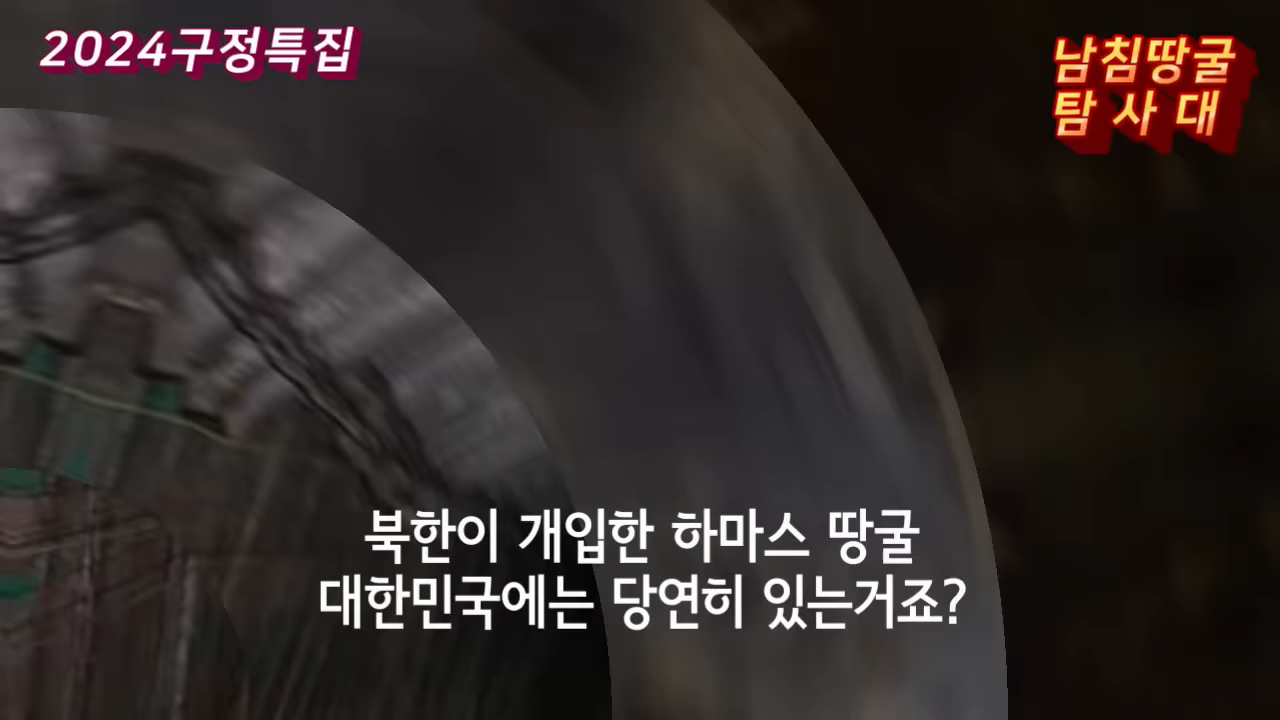 2024구정특집
남침땅굴
탐사대
북한이 개입한 하마스 땅굴
대한민국에는 당연히 있는거죠?